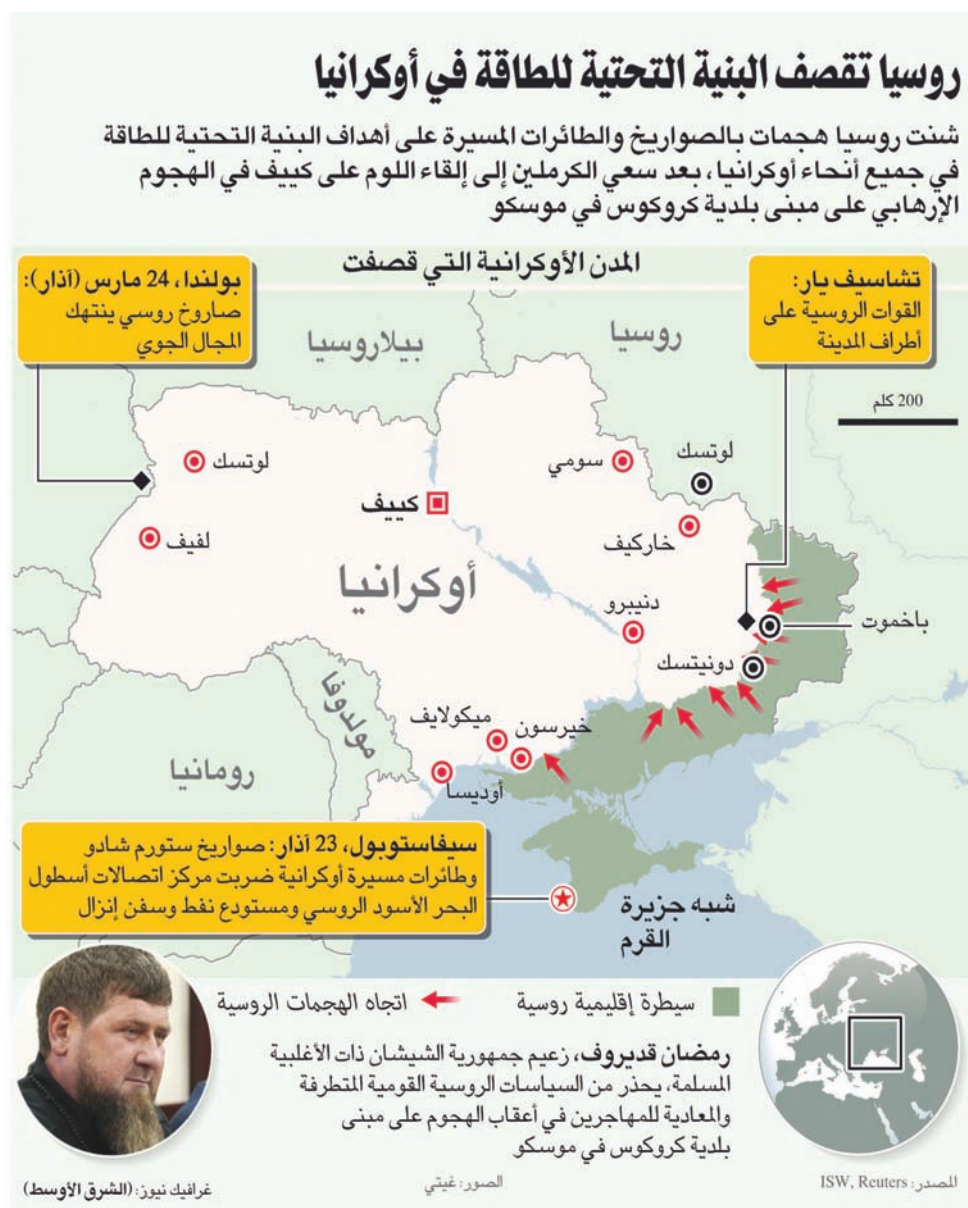 روسيا تقصف البنية التحتية للطاقة في أوكرانيا
شنت روسيا هجمات بالصواريخ والطائرات المسيرة على أهداف البنية التحتية للطاقة
في جميع أنحاء أوكرانيا، بعد سعي الكرملين إلى إلقاء اللوم على كييف في الهجوم
الإرهابي على مبنى بلدية كروكوس في موسكو
المدن الأوكرانية التي قصفت
تشاسيف يار:
القوات الروسية على
أطراف المدينة
بولندا، 24 مارس (آذار):
صاروخ روسي ينتهك
المجال الجوي
روسيا
بيلاروسيا
200 كلم
لوتسك
سومي
لوتسك
كييف
خاركيف
لفيف
أوكرانيا
دنيبرو
باخموت
دونيتسك
مولدوفا
ميكولايف
خيرسون
رومانيا
أوديسا
سيفاستوبول، 23 آذار: صواريخ ستورم شادو
وطائرات مسيرة أوكرانية ضربت مركز اتصالات أسطول
البحر الأسود الروسي ومستودع نفط وسفن إنزال
شبه جزيرة
القرم
سيطرة إقليمية روسية
اتجاه الهجمات الروسية
رمضان قديروف، زعيم جمهورية الشيشان ذات الأغلبية
المسلمة، يحذر من السياسات الروسية القومية المتطرفة
والمعادية للمهاجرين في أعقاب الهجوم على مبنى
بلدية كروكوس في موسكو
المصدر: ISW, Reuters
الصور: غيتي
غرافيك نيوز: (الشرق الأوسط)